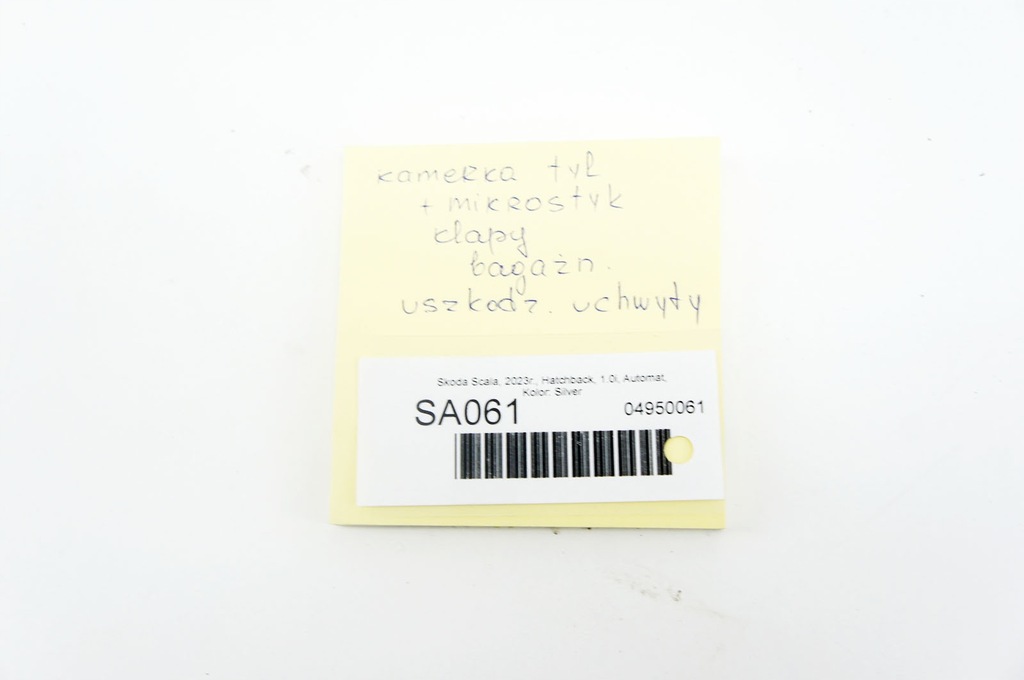 kamerka tył
+ mikrostyk
klapy
bagażn.
uszkodz. uchwyty
Skoda Scala, 2023r., Hatchback, 1.0i, Automat,
Kolor: Silver
SA061
04950061